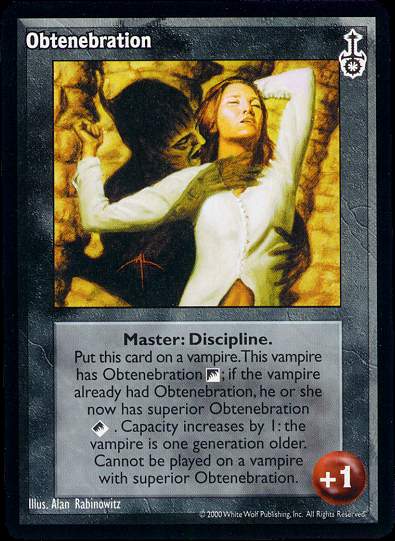 Obtenebration
Master: Discipline.
Put this card on a vampire.This vampire
has Obtenebration ; if the vampire
already had Obtenebration, he or she
now has superior Obtenebration
. Capacity increases by 1: the
vampire is one generation older.
Cannot be played on a vampire
with superior Obtenebration.
+1
Illus. Alan Rabinowitz
© 2000 White Wolf Publishing, Inc. All Rights Reserved.